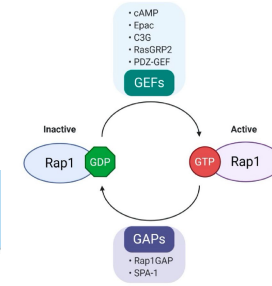 • cAMP
• Epac
• C3G
• RasGRP2
• PDZ-GEF
GEFs
Inactive
Active
Rap1
GDP
GTP
Rap1
GAPs
• Rap1GAP
• SPA-1